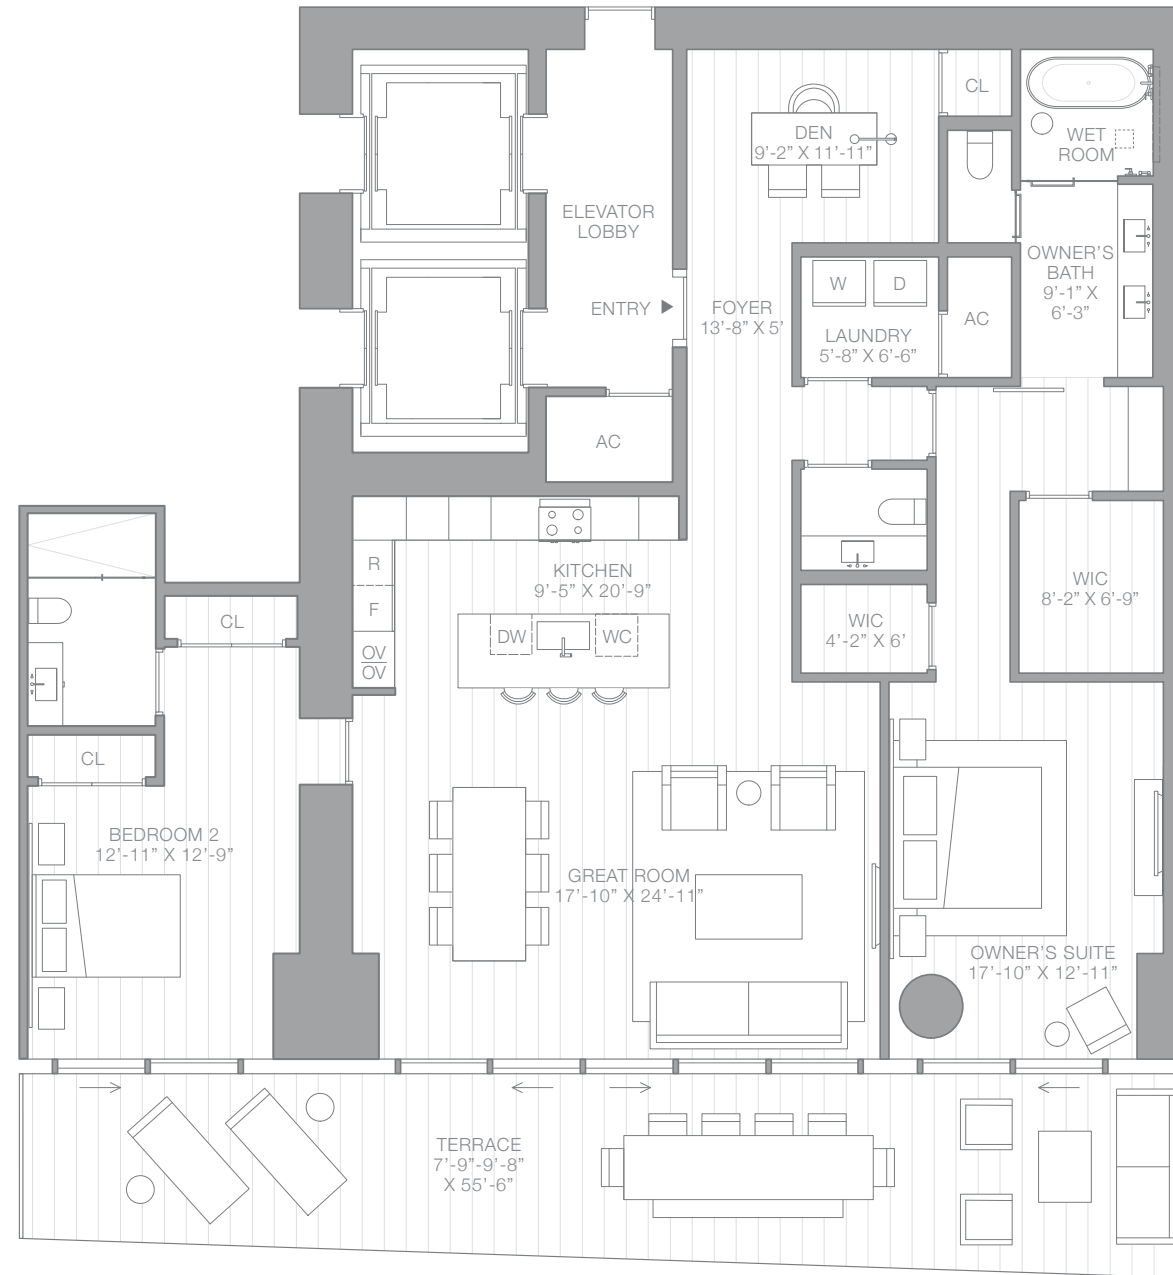 CL
DEN
9'-2" X 11'-11"
WET
ROOM
ELEVATOR
LOBBY
OWNER'S
BATH
9'-1" X
6'-3"
W
D
ENTRY
FOYER
13'-8" X 5'
AC
LAUNDRY
5'-8" X 6'-6"
AC
R
F
OV
OV
KITCHEN
9'-5" X 20'-9"
DW
WC
WIC
8'-2" X 6'-9"
WIC
4'-2" X 6'
CL
CL
BEDROOM 2
12'-11" X 12'-9"
GREAT ROOM
17'-10" X 24'-11"
OWNER'S SUITE
17'-10" X 12'-11"
TERRACE
7'-9"-9'-8"
X 55'-6"